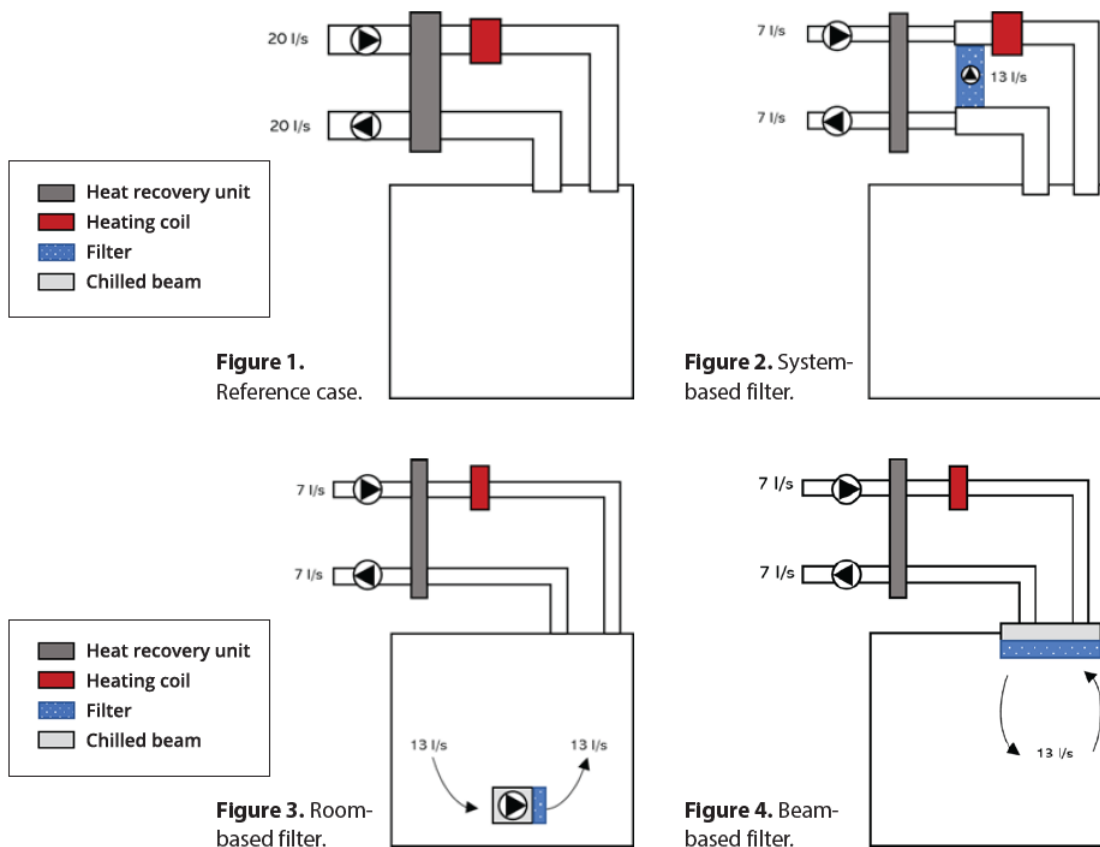 20 l/s
20 l/s
Heat recovery unit
Heating coil
Filter
Chilled beam
Figure 1.
Reference case.
7 l/s
13 l/s
7 l/s
Figure 2. System-
based filter.
7 l/s
7 l/s
Heat recovery unit
Heating coil
Filter
Chilled beam
13 l/s
13 l/s
Figure 3. Room-
based filter.
7 l/s
7 l/s
13 l/s
Figure 4. Beam-
based filter.